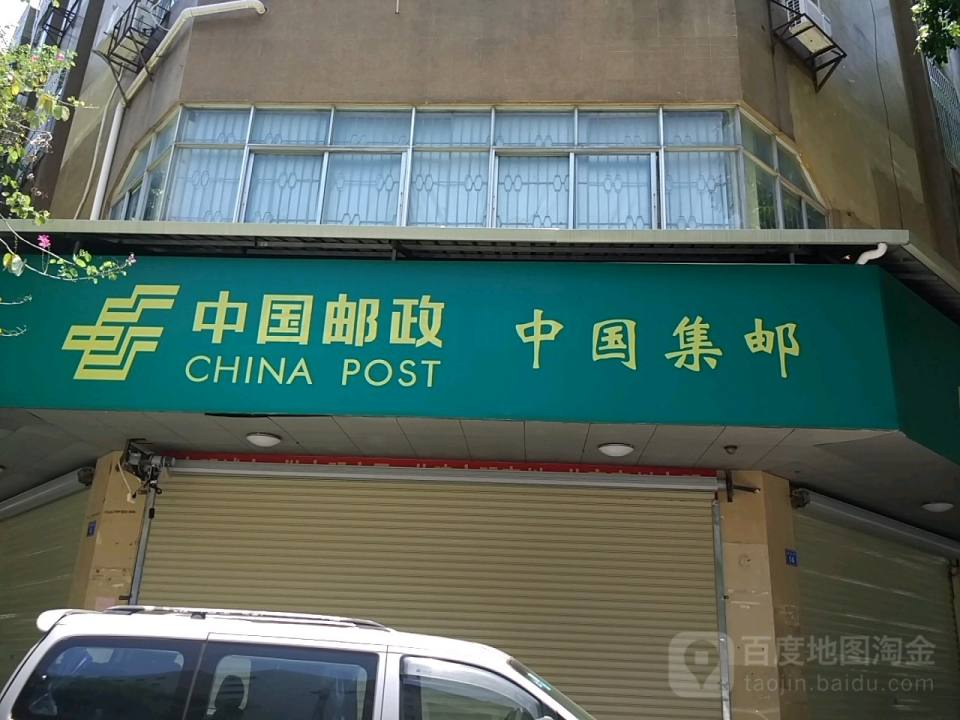 中国邮政
CHINA POST
中国集邮
14
百度地图淘金
taojin.baidu.com